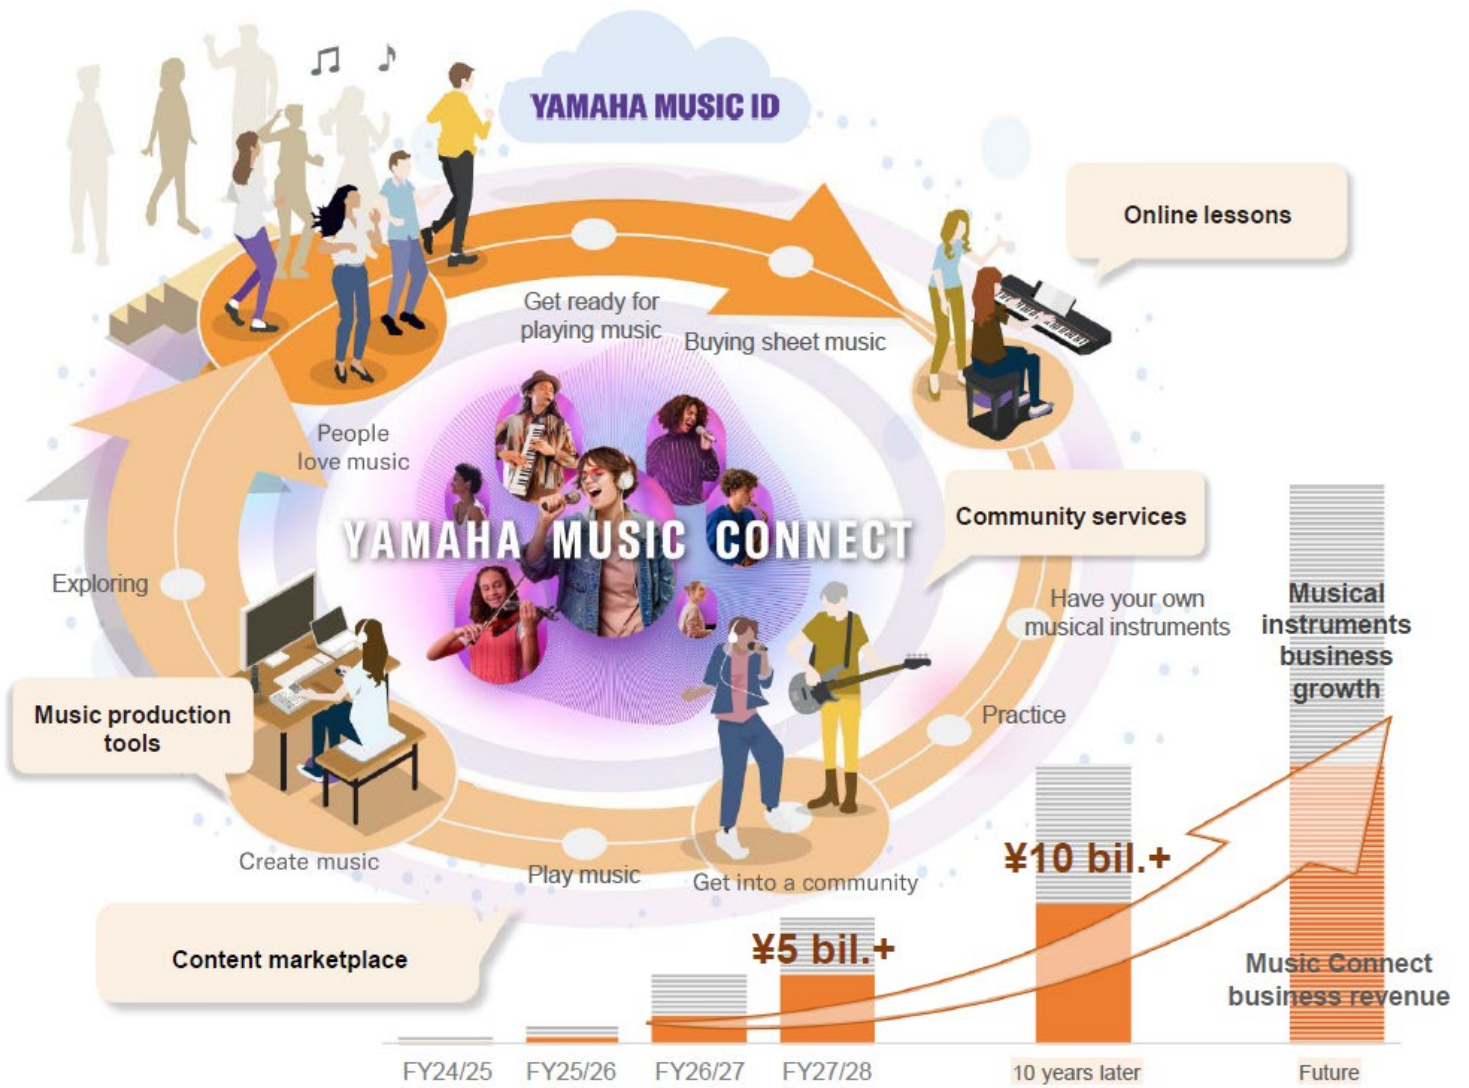 YAMAHA MUSIC ID
Online lessons
Get ready for
playing music
Buying sheet music
People
love music
YAMAHA MUSIC CONNECT
Community services
Exploring
Have your own
musical instruments
Musical
instruments
business
growth
Music production
tools
Practice
Create music
Play music
Get into a community
¥10 bil.+
Content marketplace
¥5 bil.+
Music Connect
business revenue
FY24/25
FY25/26
FY26/27
FY27/28
10 years later
Future